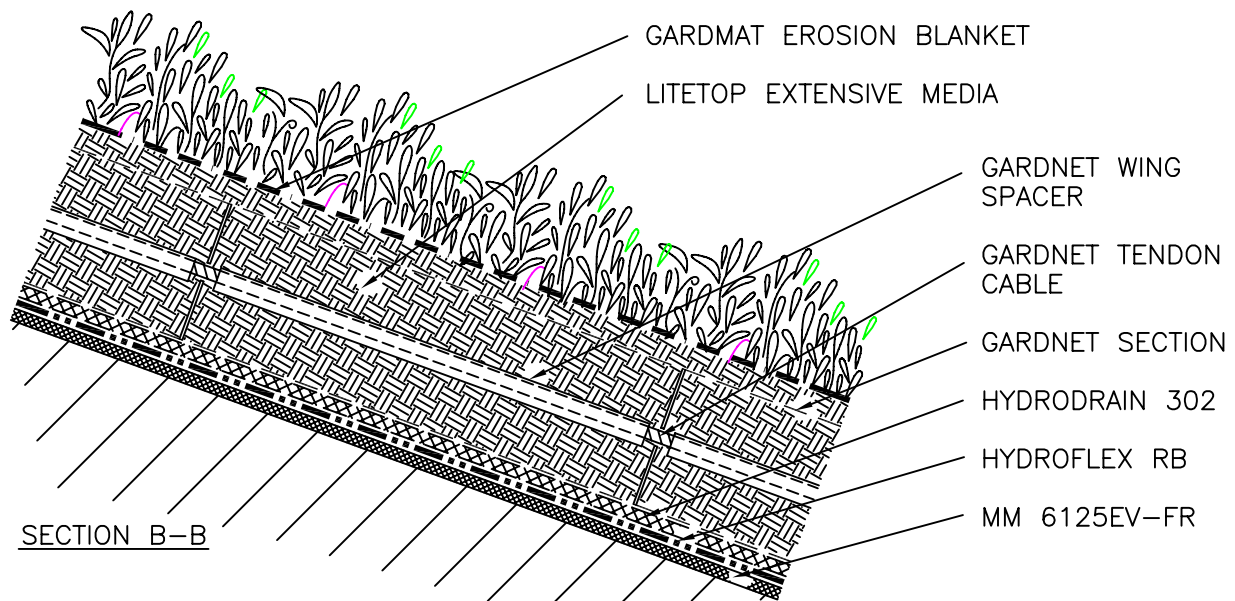 GARDMAT EROSION BLANKET
LITETOP EXTENSIVE MEDIA
GARDNET WING
SPACER
GARDNET TENDON
CABLE
GARDNET SECTION
HYDRODRAIN 302
HYDROFLEX RB
MM 6125EV-FR
SECTION B-B